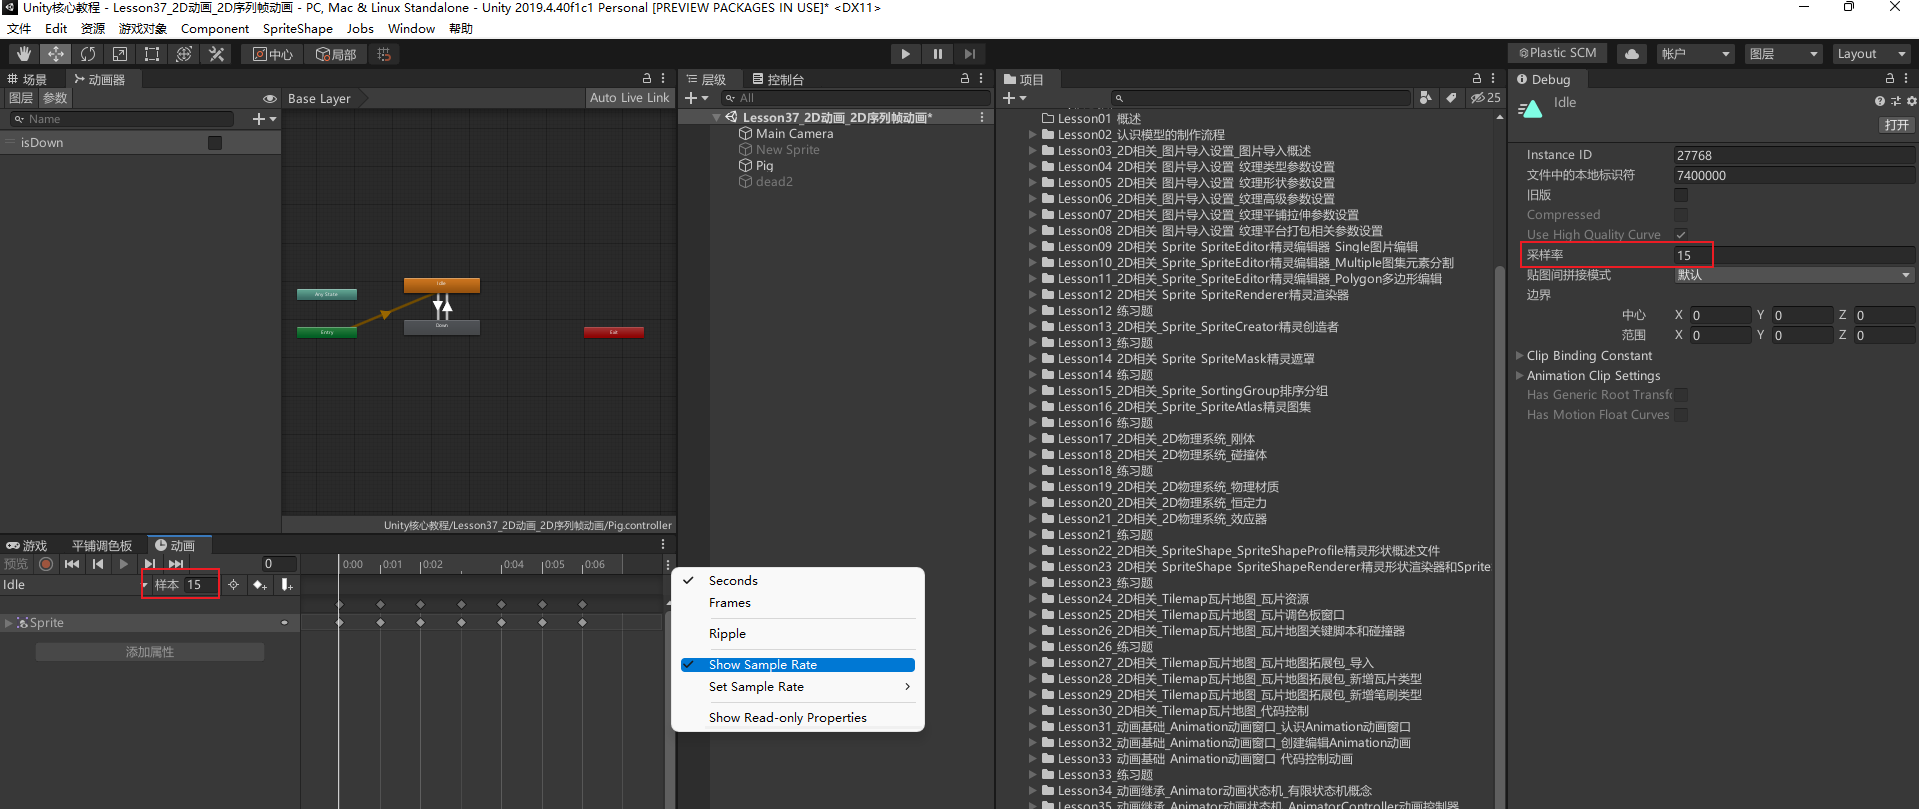 Unity核心教程 - Lesson37_2D动画_2D序列帧动画 - PC, Mac & Linux Standalone - Unity 2019.4.40f1c1 Personal [PREVIEW PACKAGES IN USE]* <DX11>
文件 Edit 资源 游戏对象 Component SpriteShape Jobs Window 帮助
中心 局部 Plastic SCM 帐户 图层 Layout
场景 动画器
图层 参数 Base Layer Auto Live Link
Name
isDown
Any State
Entry
Idle
Down
Exit
Unity核心教程/Lesson37_2D动画_2D序列帧动画/Pig.controller
游戏 平铺调色板 动画
预览 0 0:00 0:01 0:02 0:04 0:05 0:06
Idle 样本 15
Sprite
添加属性
Seconds
Frames
Ripple
Show Sample Rate
Set Sample Rate
Show Read-only Properties
层级 控制台
All
Lesson37_2D动画_2D序列帧动画*
Main Camera
New Sprite
Pig
dead2
项目
25
Lesson01_概述
Lesson02_认识模型的制作流程
Lesson03_2D相关_图片导入设置_图片导入概述
Lesson04_2D相关_图片导入设置_纹理类型参数设置
Lesson05_2D相关_图片导入设置_纹理形状参数设置
Lesson06_2D相关_图片导入设置_纹理高级参数设置
Lesson07_2D相关_图片导入设置_纹理平铺拉伸参数设置
Lesson08_2D相关_图片导入设置_纹理平台打包相关参数设置
Lesson09_2D相关_Sprite_SpriteEditor精灵编辑器_Single图片编辑
Lesson10_2D相关_Sprite_SpriteEditor精灵编辑器_Multiple图集元素分割
Lesson11_2D相关_Sprite_SpriteEditor精灵编辑器_Polygon多边形编辑
Lesson12_2D相关_Sprite_SpriteRenderer精灵渲染器
Lesson12_练习题
Lesson13_2D相关_Sprite_SpriteCreator精灵创造者
Lesson13_练习题
Lesson14_2D相关_Sprite_SpriteMask精灵遮罩
Lesson14_练习题
Lesson15_2D相关_Sprite_SortingGroup排序分组
Lesson16_2D相关_Sprite_SpriteAtlas精灵图集
Lesson16_练习题
Lesson17_2D相关_2D物理系统_刚体
Lesson18_2D相关_2D物理系统_碰撞体
Lesson18_练习题
Lesson19_2D相关_2D物理系统_物理材质
Lesson20_2D相关_2D物理系统_恒定力
Lesson21_2D相关_2D物理系统_效应器
Lesson21_练习题
Lesson22_2D相关_SpriteShape_SpriteShapeProfile精灵形状概述文件
Lesson23_2D相关_SpriteShape_SpriteShapeRenderer精灵形状渲染器和Sprite
Lesson23_练习题
Lesson24_2D相关_Tilemap瓦片地图_瓦片资源
Lesson25_2D相关_Tilemap瓦片地图_瓦片调色板窗口
Lesson26_2D相关_Tilemap瓦片地图_瓦片地图关键脚本和碰撞器
Lesson26_练习题
Lesson27_2D相关_Tilemap瓦片地图_瓦片地图拓展包_导入
Lesson28_2D相关_Tilemap瓦片地图_瓦片地图拓展包_新增瓦片类型
Lesson29_2D相关_Tilemap瓦片地图_瓦片地图拓展包_新增笔刷类型
Lesson30_2D相关_Tilemap瓦片地图_代码控制
Lesson31_动画基础_Animation动画窗口_认识Animation动画窗口
Lesson32_动画基础_Animation动画窗口_创建编辑Animation动画
Lesson33_动画基础_Animation动画窗口_代码控制动画
Lesson33_练习题
Lesson34_动画继承_Animator动画状态机_有限状态机概念
Lesson35_动画继承_Animator动画状态机_AnimatorController动画控制器
Debug
Idle
打开
Instance ID 27768
文件中的本地标识符 7400000
旧版
Compressed
Use High Quality Curve
采样率 15
贴图间拼接模式 默认
边界
中心 X 0 Y 0 Z 0
范围 X 0 Y 0 Z 0
Clip Binding Constant
Animation Clip Settings
Has Generic Root Transfo
Has Motion Float Curves